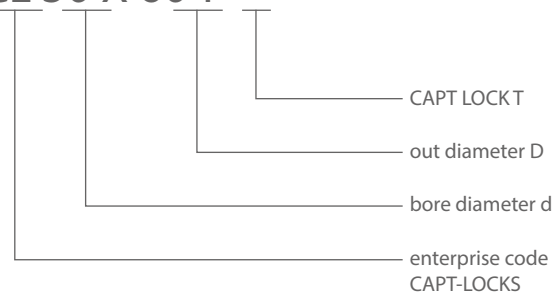 CAPT LOCK T
out diameter D
bore diameter d
enterprise code
CAPT-LOCKS